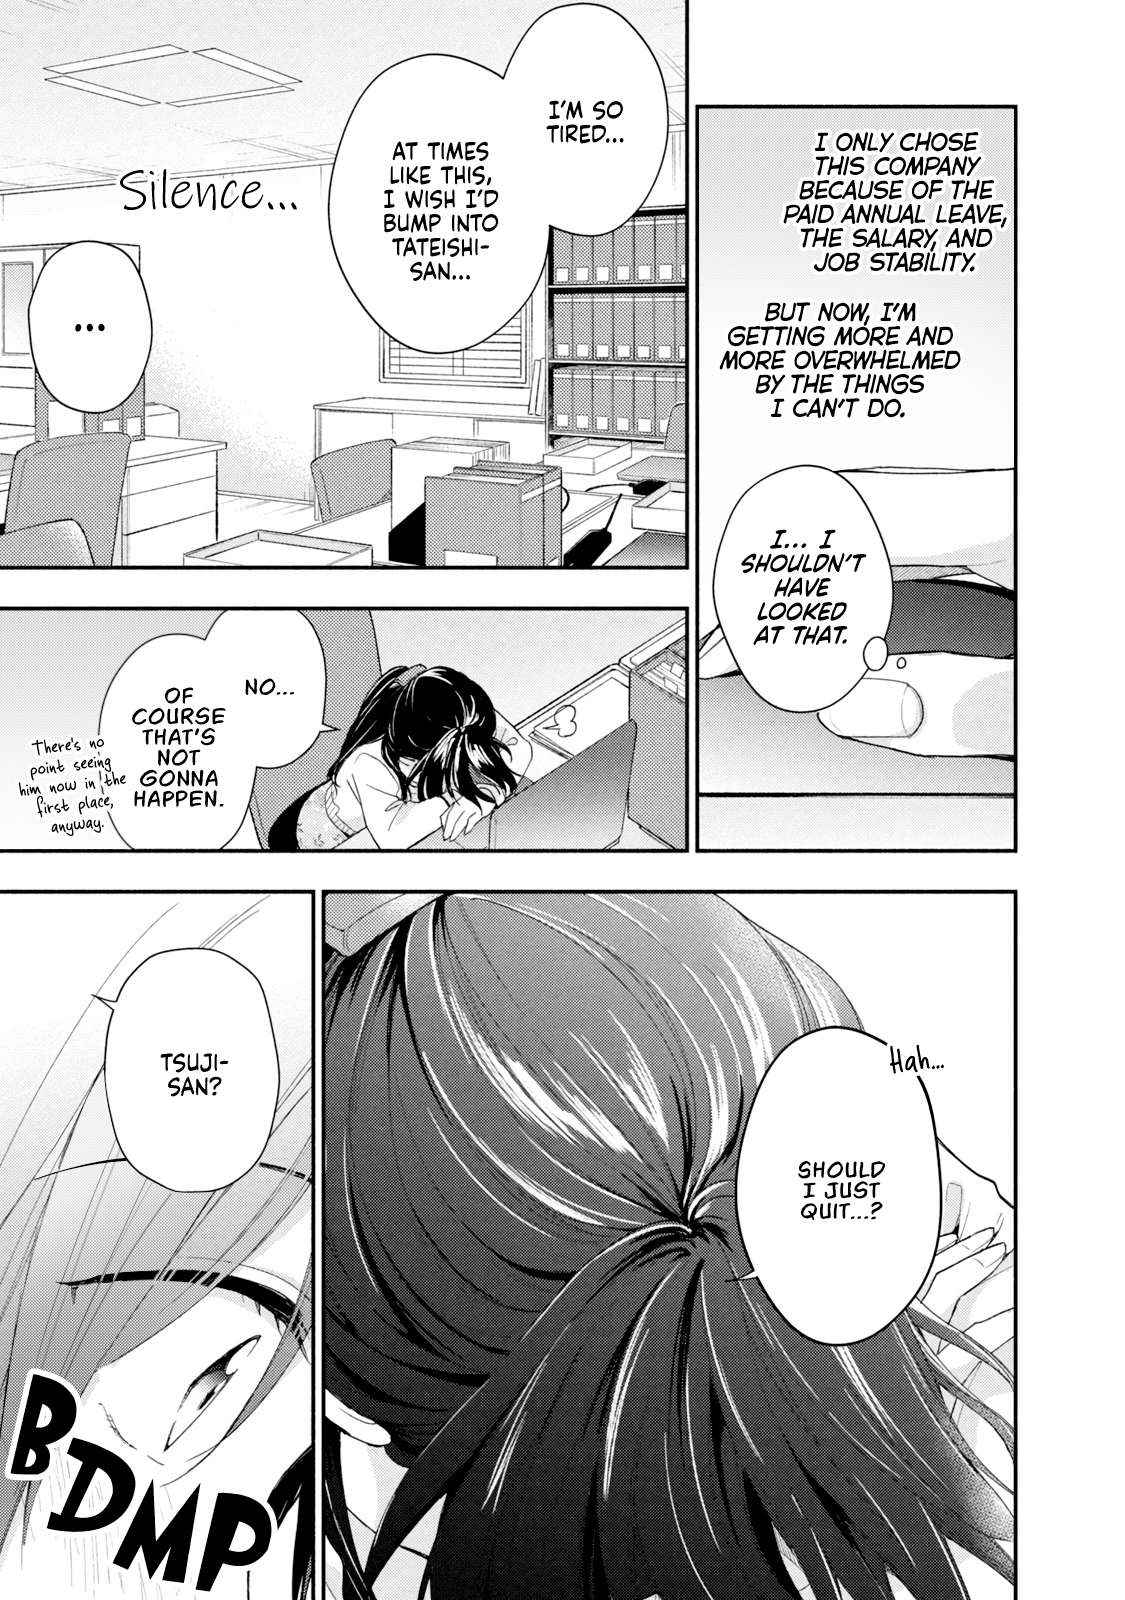 I ONLY CHOSE
THIS COMPANY
BECAUSE OF THE
PAID ANNUAL LEAVE,
THE SALARY, AND
JOB STABILITY.
BUT NOW, I'M
GETTING MORE AND
MORE OVERWHELMED
BY THE THINGS
I CAN'T DO.
I... I
SHOULDN'T
HAVE
LOOKED
AT THAT.
I'M SO
TIRED...
AT TIMES
LIKE THIS,
I WISH I'D
BUMP INTO
TATEISHI-
SAN...
Silence...
...
NO...
OF
COURSE
THAT'S
NOT
GONNA
HAPPEN.
There's no
point seeing
him now in the
first place,
anyway.
Hah...
SHOULD
I JUST
QUIT...?
TSUJI-
SAN?
BDMP